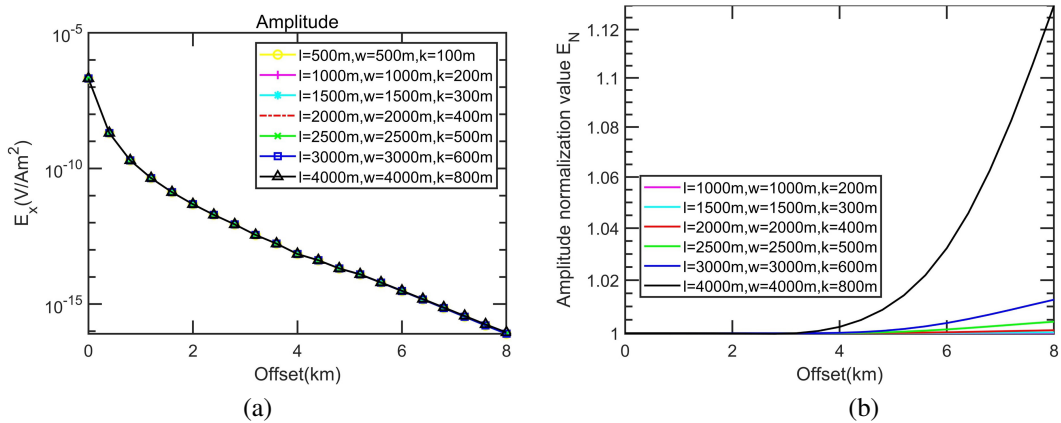 Amplitude
10^-5
10^-10
10^-15
E_x(V/Am^2)
l=500m,w=500m,k=100m
l=1000m,w=1000m,k=200m
l=1500m,w=1500m,k=300m
l=2000m,w=2000m,k=400m
l=2500m,w=2500m,k=500m
l=3000m,w=3000m,k=600m
l=4000m,w=4000m,k=800m
0 2 4 6 8
Offset(km)
(a)
Amplitude normalization value E_N
1.12
1.1
1.08
1.06
1.04
1.02
1
l=1000m,w=1000m,k=200m
l=1500m,w=1500m,k=300m
l=2000m,w=2000m,k=400m
l=2500m,w=2500m,k=500m
l=3000m,w=3000m,k=600m
l=4000m,w=4000m,k=800m
0 2 4 6 8
Offset(km)
(b)